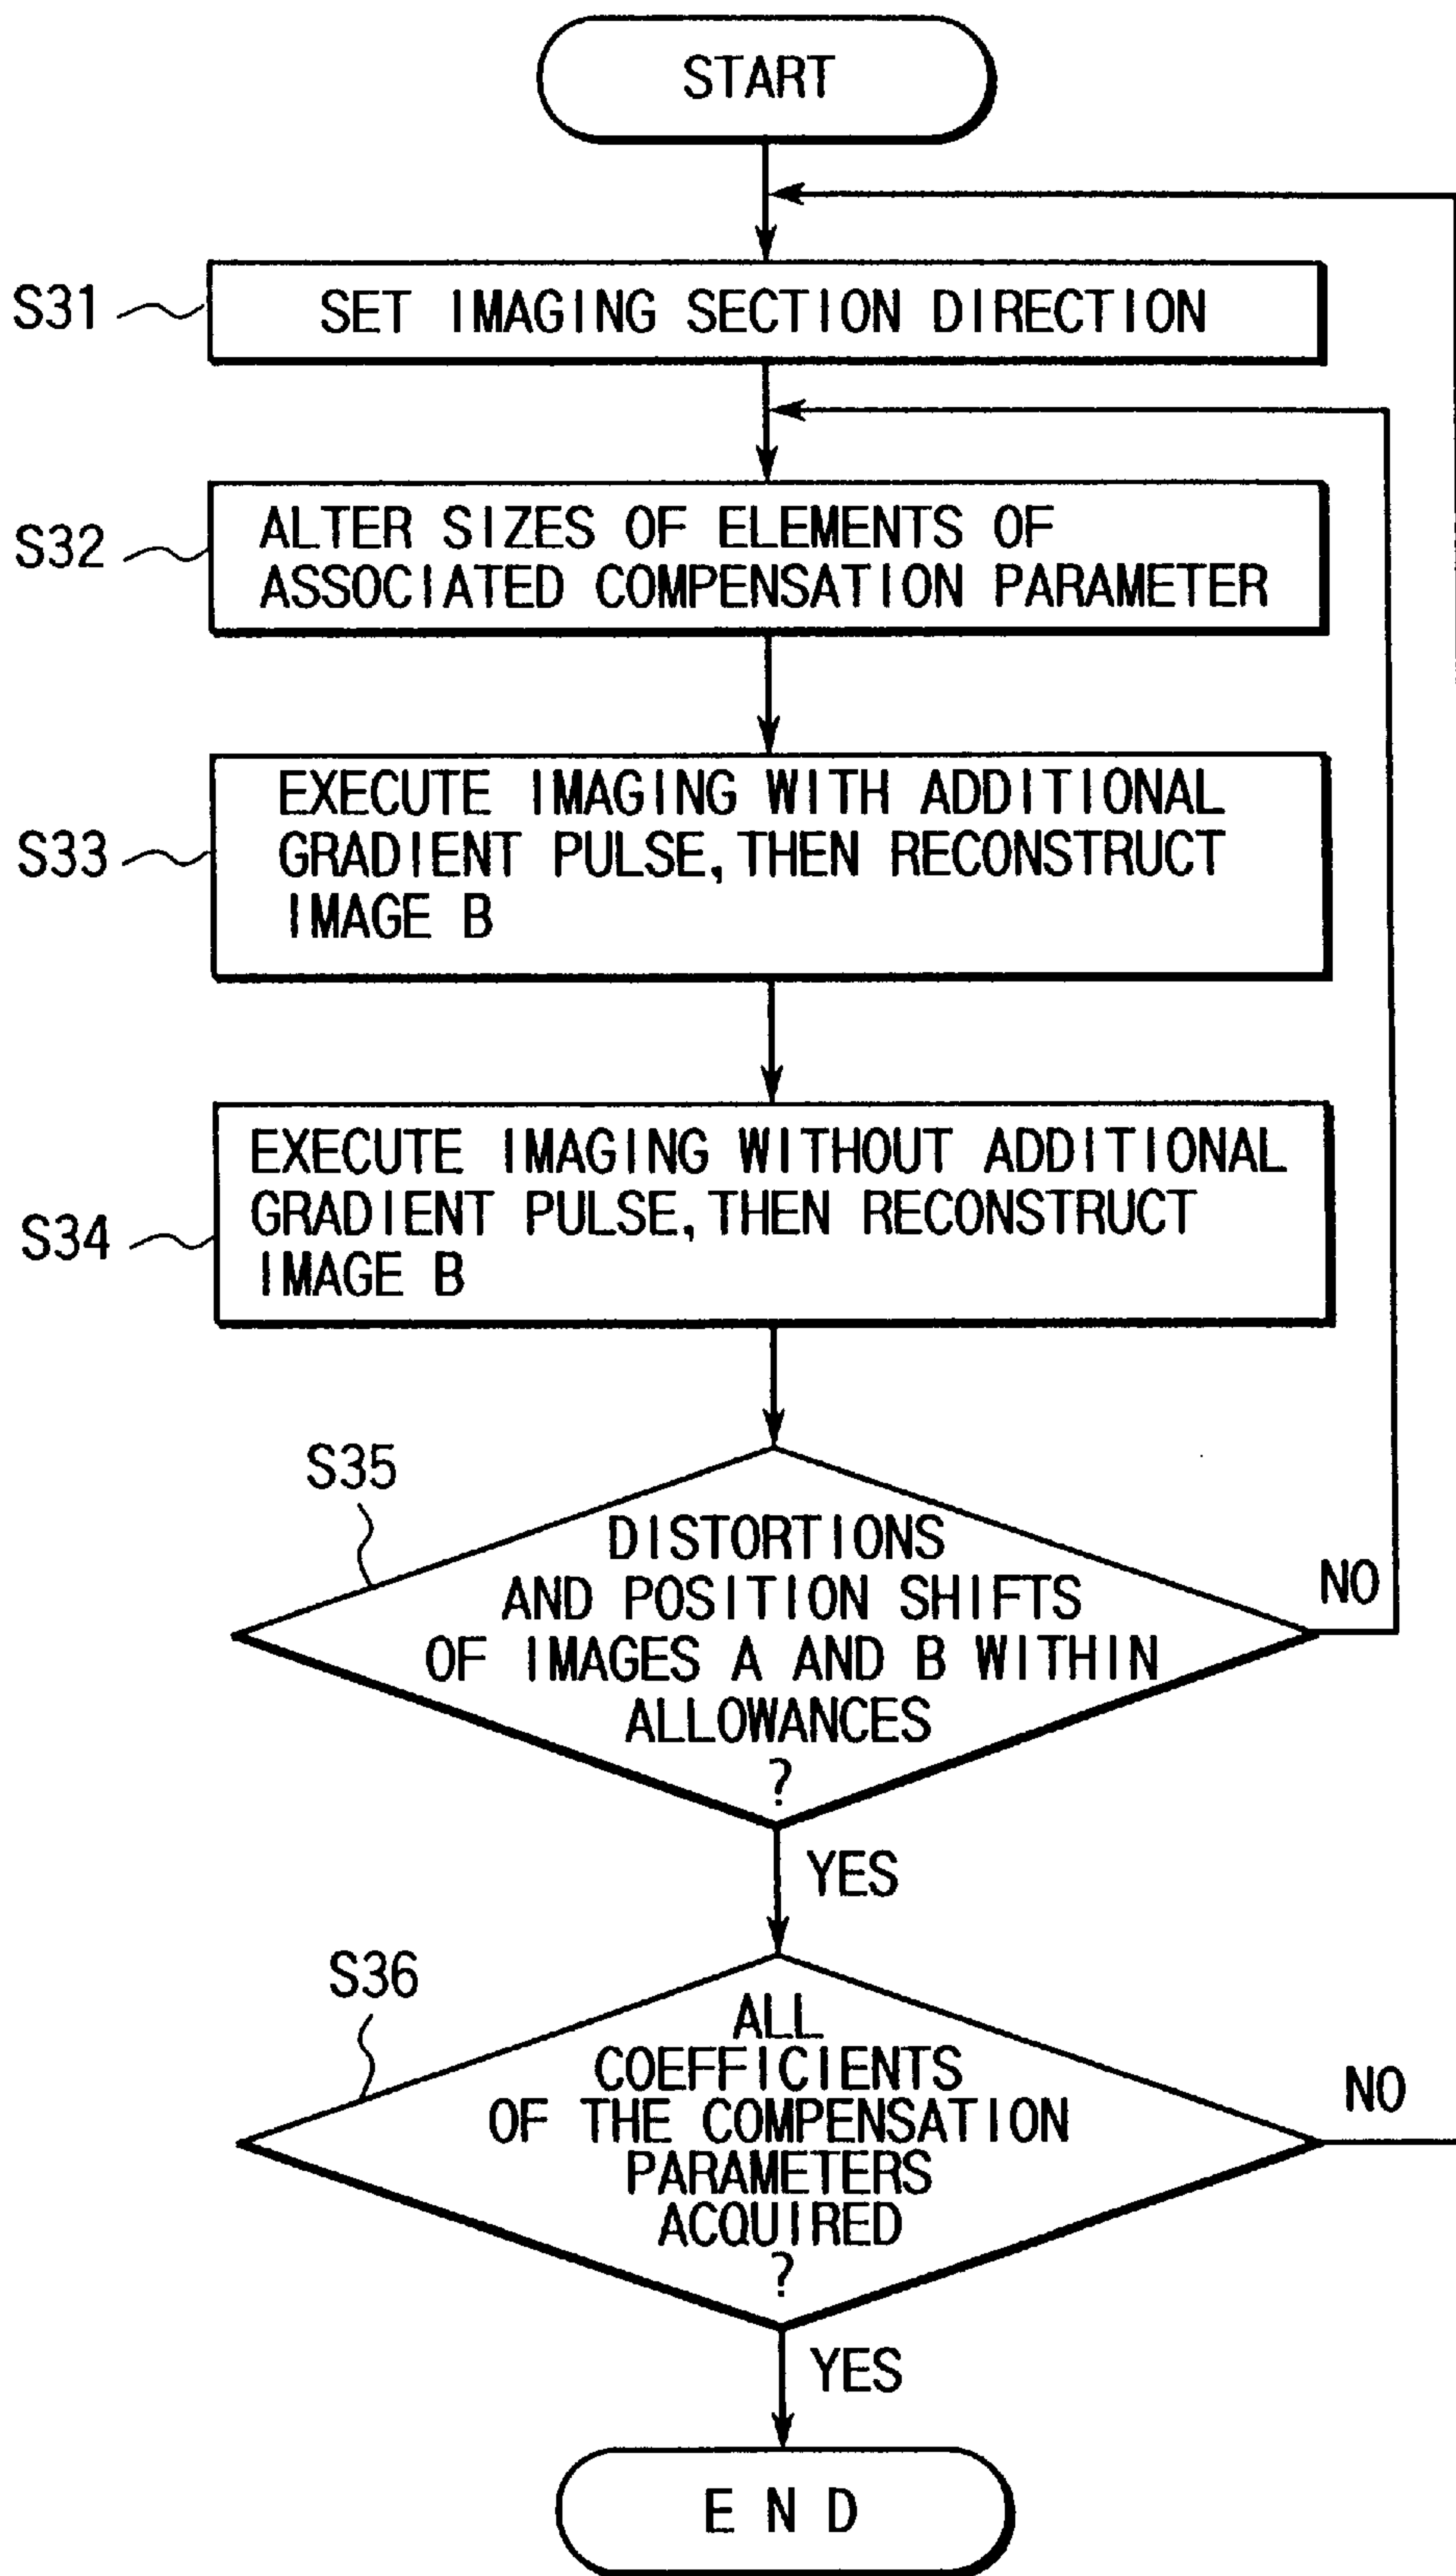 START
S31
SET IMAGING SECTION DIRECTION
S32
ALTER SIZES OF ELEMENTS OF
ASSOCIATED COMPENSATION PARAMETER
S33
EXECUTE IMAGING WITH ADDITIONAL
GRADIENT PULSE, THEN RECONSTRUCT
IMAGE B
S34
EXECUTE IMAGING WITHOUT ADDITIONAL
GRADIENT PULSE, THEN RECONSTRUCT
IMAGE B
S35
DISTORTIONS
AND POSITION SHIFTS
OF IMAGES A AND B WITHIN
ALLOWANCES
?
NO
YES
S36
ALL
COEFFICIENTS
OF THE COMPENSATION
PARAMETERS
ACQUIRED
?
NO
YES
END